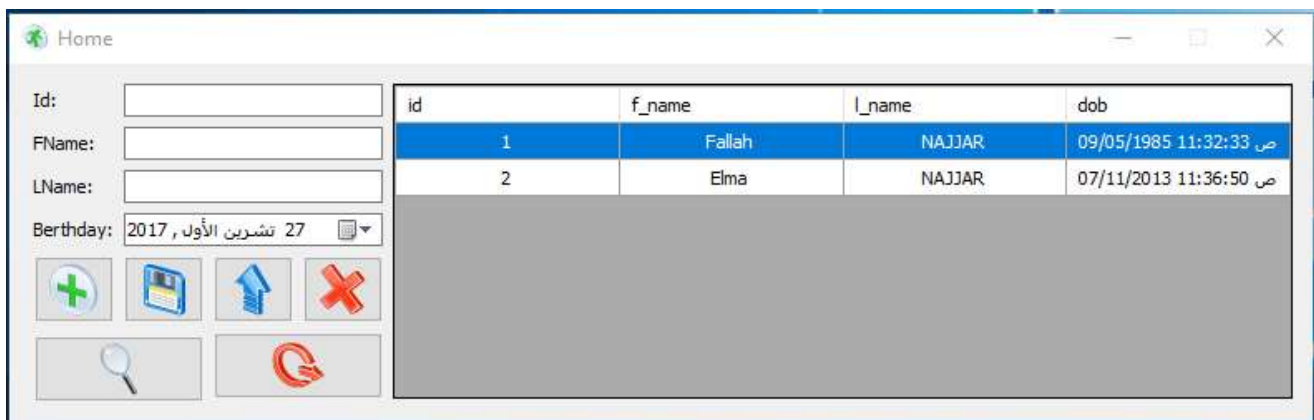 Home
Id:
FName:
LName:
Berthday: 27 تشرين الأول , 2017
id f_name l_name dob
1 Fallah NAJJAR 09/05/1985 11:32:33 ص
2 Elma NAJJAR 07/11/2013 11:36:50 ص